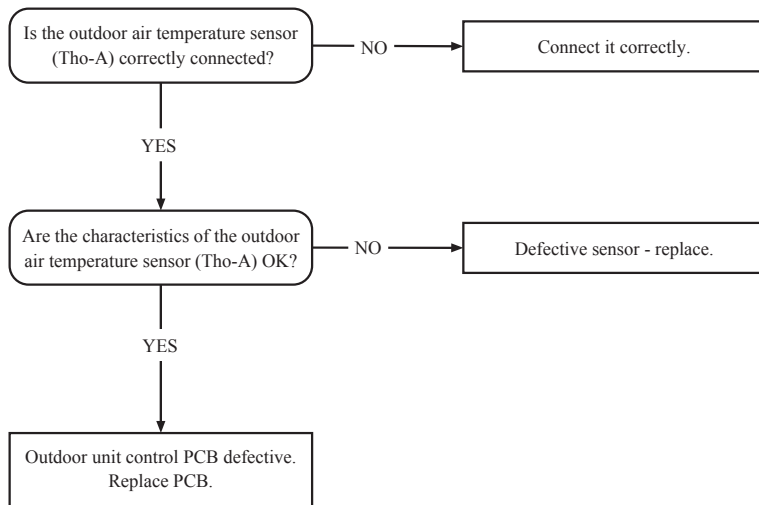 Is the outdoor air temperature sensor
(Tho-A) correctly connected?
NO
Connect it correctly.
YES
Are the characteristics of the outdoor
air temperature sensor (Tho-A) OK?
NO
Defective sensor - replace.
YES
Outdoor unit control PCB defective.
Replace PCB.